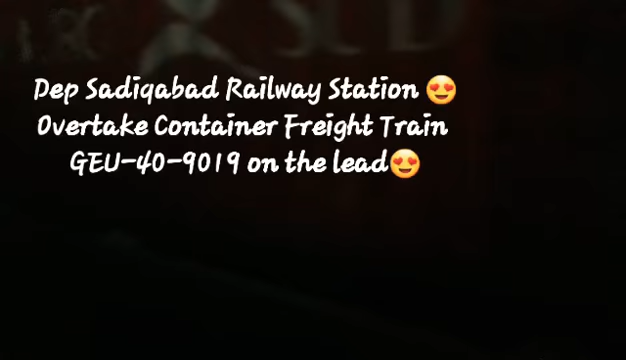 Dep Sadiqabad Railway Station 😍
Overtake Container Freight Train
GEU-40-9019 on the lead😍